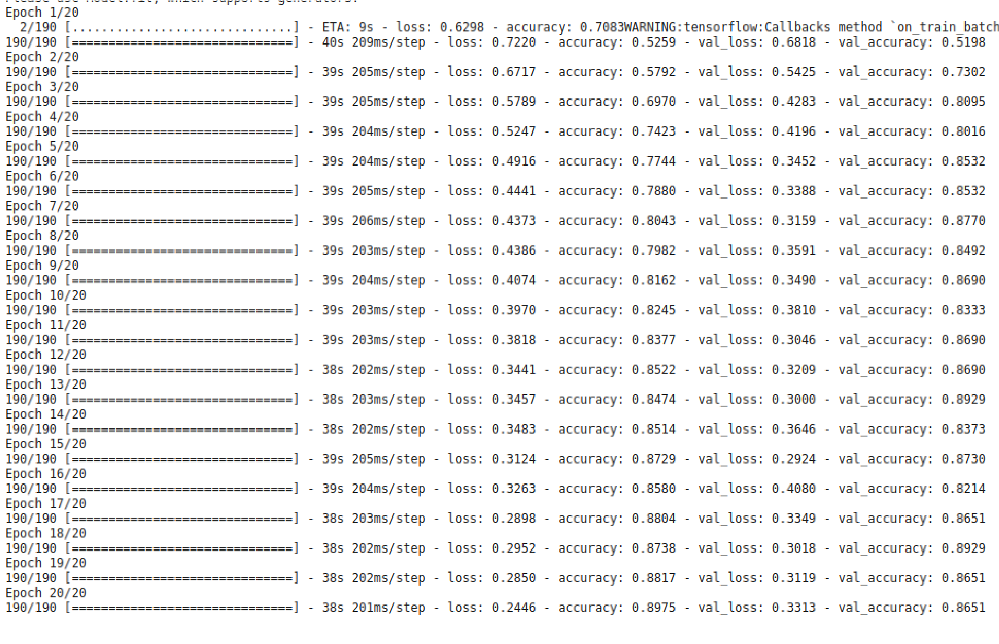 Please use Model.fit, which supports generators.
Epoch 1/20
2/190 [..............................] - ETA: 9s - loss: 0.6298 - accuracy: 0.7083WARNING:tensorflow:Callbacks method `on_train_batch
190/190 [==============================] - 40s 209ms/step - loss: 0.7220 - accuracy: 0.5259 - val_loss: 0.6818 - val_accuracy: 0.5198
Epoch 2/20
190/190 [==============================] - 39s 205ms/step - loss: 0.6717 - accuracy: 0.5792 - val_loss: 0.5425 - val_accuracy: 0.7302
Epoch 3/20
190/190 [==============================] - 39s 205ms/step - loss: 0.5789 - accuracy: 0.6970 - val_loss: 0.4283 - val_accuracy: 0.8095
Epoch 4/20
190/190 [==============================] - 39s 204ms/step - loss: 0.5247 - accuracy: 0.7423 - val_loss: 0.4196 - val_accuracy: 0.8016
Epoch 5/20
190/190 [==============================] - 39s 204ms/step - loss: 0.4916 - accuracy: 0.7744 - val_loss: 0.3452 - val_accuracy: 0.8532
Epoch 6/20
190/190 [==============================] - 39s 205ms/step - loss: 0.4441 - accuracy: 0.7880 - val_loss: 0.3388 - val_accuracy: 0.8532
Epoch 7/20
190/190 [==============================] - 39s 206ms/step - loss: 0.4373 - accuracy: 0.8043 - val_loss: 0.3159 - val_accuracy: 0.8770
Epoch 8/20
190/190 [==============================] - 39s 203ms/step - loss: 0.4386 - accuracy: 0.7982 - val_loss: 0.3591 - val_accuracy: 0.8492
Epoch 9/20
190/190 [==============================] - 39s 204ms/step - loss: 0.4074 - accuracy: 0.8162 - val_loss: 0.3490 - val_accuracy: 0.8690
Epoch 10/20
190/190 [==============================] - 39s 203ms/step - loss: 0.3970 - accuracy: 0.8245 - val_loss: 0.3810 - val_accuracy: 0.8333
Epoch 11/20
190/190 [==============================] - 39s 203ms/step - loss: 0.3818 - accuracy: 0.8377 - val_loss: 0.3046 - val_accuracy: 0.8690
Epoch 12/20
190/190 [==============================] - 38s 202ms/step - loss: 0.3441 - accuracy: 0.8522 - val_loss: 0.3209 - val_accuracy: 0.8690
Epoch 13/20
190/190 [==============================] - 38s 203ms/step - loss: 0.3457 - accuracy: 0.8474 - val_loss: 0.3000 - val_accuracy: 0.8929
Epoch 14/20
190/190 [==============================] - 38s 202ms/step - loss: 0.3483 - accuracy: 0.8514 - val_loss: 0.3646 - val_accuracy: 0.8373
Epoch 15/20
190/190 [==============================] - 39s 205ms/step - loss: 0.3124 - accuracy: 0.8729 - val_loss: 0.2924 - val_accuracy: 0.8730
Epoch 16/20
190/190 [==============================] - 39s 204ms/step - loss: 0.3263 - accuracy: 0.8580 - val_loss: 0.4080 - val_accuracy: 0.8214
Epoch 17/20
190/190 [==============================] - 38s 203ms/step - loss: 0.2898 - accuracy: 0.8804 - val_loss: 0.3349 - val_accuracy: 0.8651
Epoch 18/20
190/190 [==============================] - 38s 202ms/step - loss: 0.2952 - accuracy: 0.8738 - val_loss: 0.3018 - val_accuracy: 0.8929
Epoch 19/20
190/190 [==============================] - 38s 202ms/step - loss: 0.2850 - accuracy: 0.8817 - val_loss: 0.3119 - val_accuracy: 0.8651
Epoch 20/20
190/190 [==============================] - 38s 201ms/step - loss: 0.2446 - accuracy: 0.8975 - val_loss: 0.3313 - val_accuracy: 0.8651